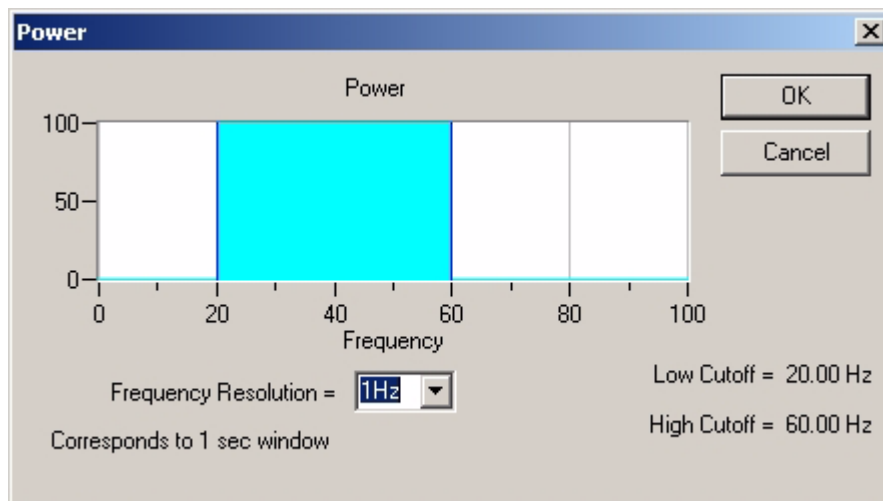 Power
Power
OK
Cancel
100
50
0
0 20 40 60 80 100
Frequency
Frequency Resolution = 1Hz
Corresponds to 1 sec window
Low Cutoff = 20.00 Hz
High Cutoff = 60.00 Hz